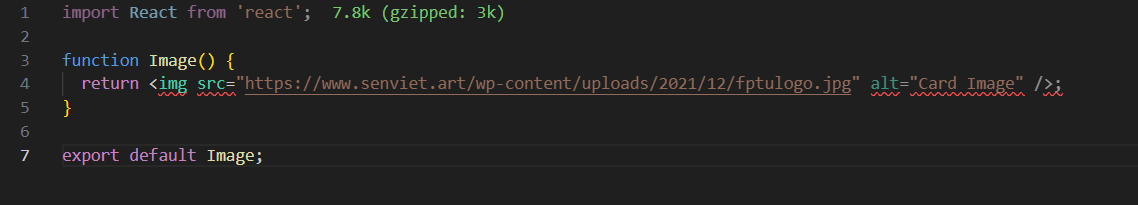 1 import React from 'react'; 7.8k (gzipped: 3k)
2
3 function Image() {
4 return <img src="https://www.senviet.art/wp-content/uploads/2021/12/fptulogo.jpg" alt="Card Image" />;
5 }
6
7 export default Image;